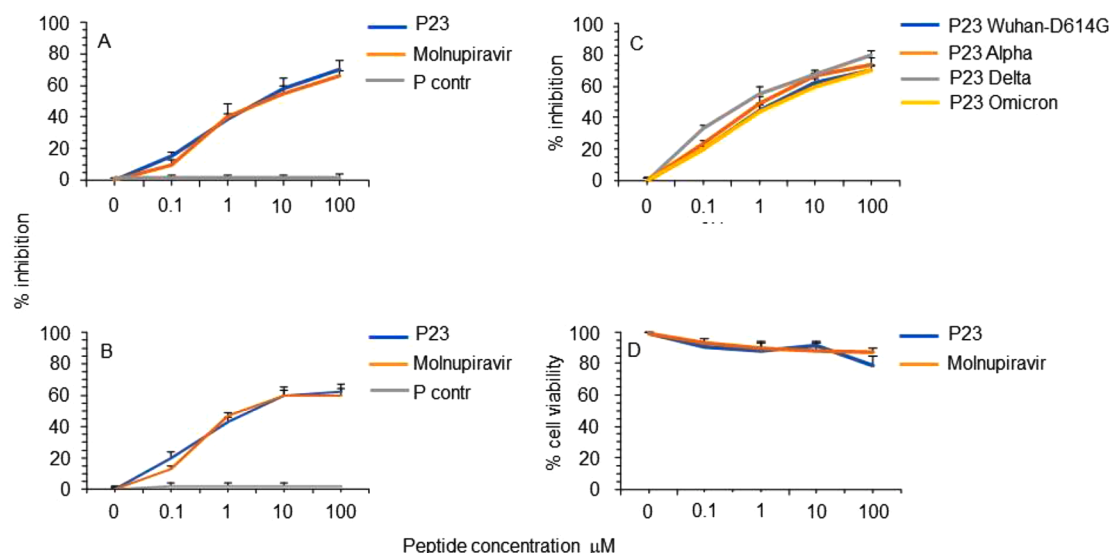 A
100
80
60
40
20
0
0 0.1 1 10 100
P23
Molnupiravir
P contr
C
% inhibition
100
80
60
40
20
0
0 0.1 1 10 100
P23 Wuhan-D614G
P23 Alpha
P23 Delta
P23 Omicron
% inhibition
B
100
80
60
40
20
0
0 0.1 1 10 100
P23
Molnupiravir
P contr
D
% cell viability
100
80
60
40
20
0
0 0.1 1 10 100
P23
Molnupiravir
Peptide concentration μM